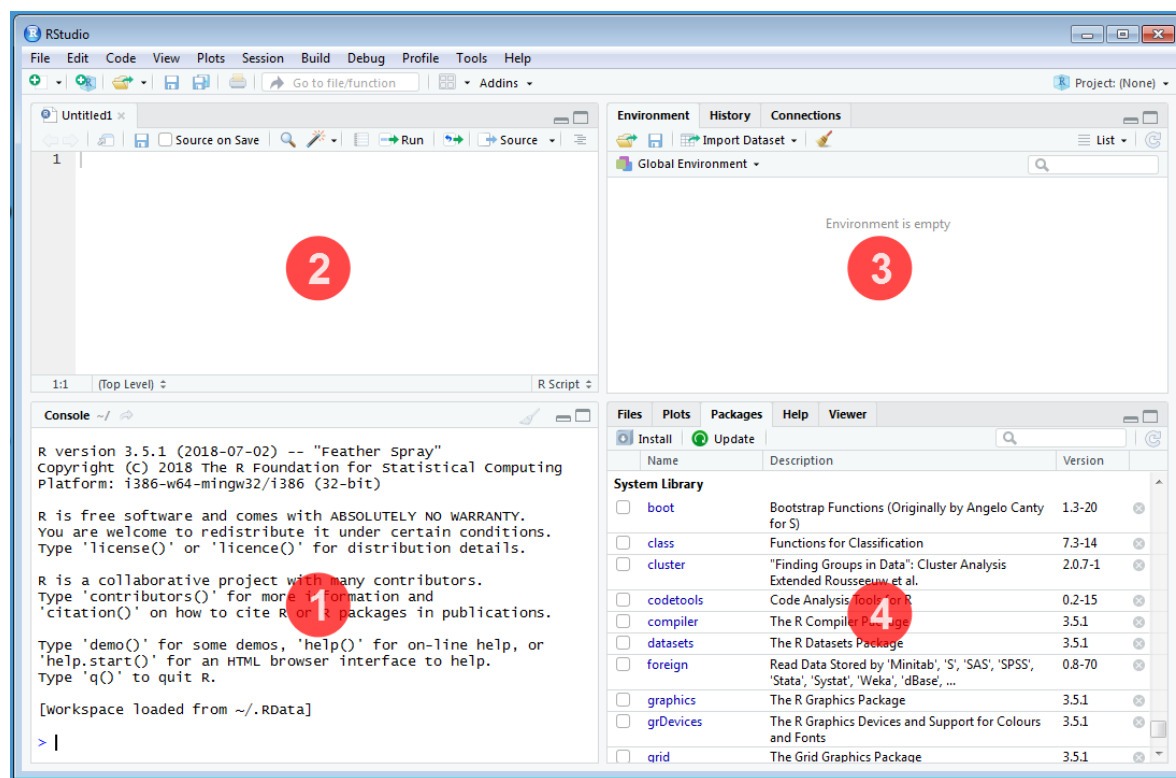 RStudio
File Edit Code View Plots Session Build Debug Profile Tools Help
Go to file/function Addins Project: (None)
Untitled1
Source on Save Run Source
1
2
1:1 (Top Level) R Script
Environment History Connections
Import Dataset List
Global Environment
Environment is empty
3
Console ~/
R version 3.5.1 (2018-07-02) -- "Feather Spray"
Copyright (C) 2018 The R Foundation for Statistical Computing
Platform: i386-w64-mingw32/i386 (32-bit)
R is free software and comes with ABSOLUTELY NO WARRANTY.
You are welcome to redistribute it under certain conditions.
Type 'license()' or 'licence()' for distribution details.
R is a collaborative project with many contributors.
Type 'contributors()' for more information and
'citation()' on how to cite R or R packages in publications.
1
Type 'demo()' for some demos, 'help()' for on-line help, or
'help.start()' for an HTML browser interface to help.
Type 'q()' to quit R.
[Workspace loaded from ~/.RData]
>
Files Plots Packages Help Viewer
Install Update
Name Description Version
System Library
boot Bootstrap Functions (Originally by Angelo Canty 1.3-20
for S)
class Functions for Classification 7.3-14
cluster "Finding Groups in Data": Cluster Analysis 2.0.7-1
Extended Rousseeuw et al.
codetools Code Analysis Tools for R 0.2-15
compiler The R Compiler Package 3.5.1
4
datasets The R Datasets Package 3.5.1
foreign Read Data Stored by 'Minitab', 'S', 'SAS', 'SPSS', 0.8-70
'Stata', 'Systat', 'Weka', 'dBase', ...
graphics The R Graphics Package 3.5.1
grDevices The R Graphics Devices and Support for Colours 3.5.1
and Fonts
grid The Grid Graphics Package 3.5.1